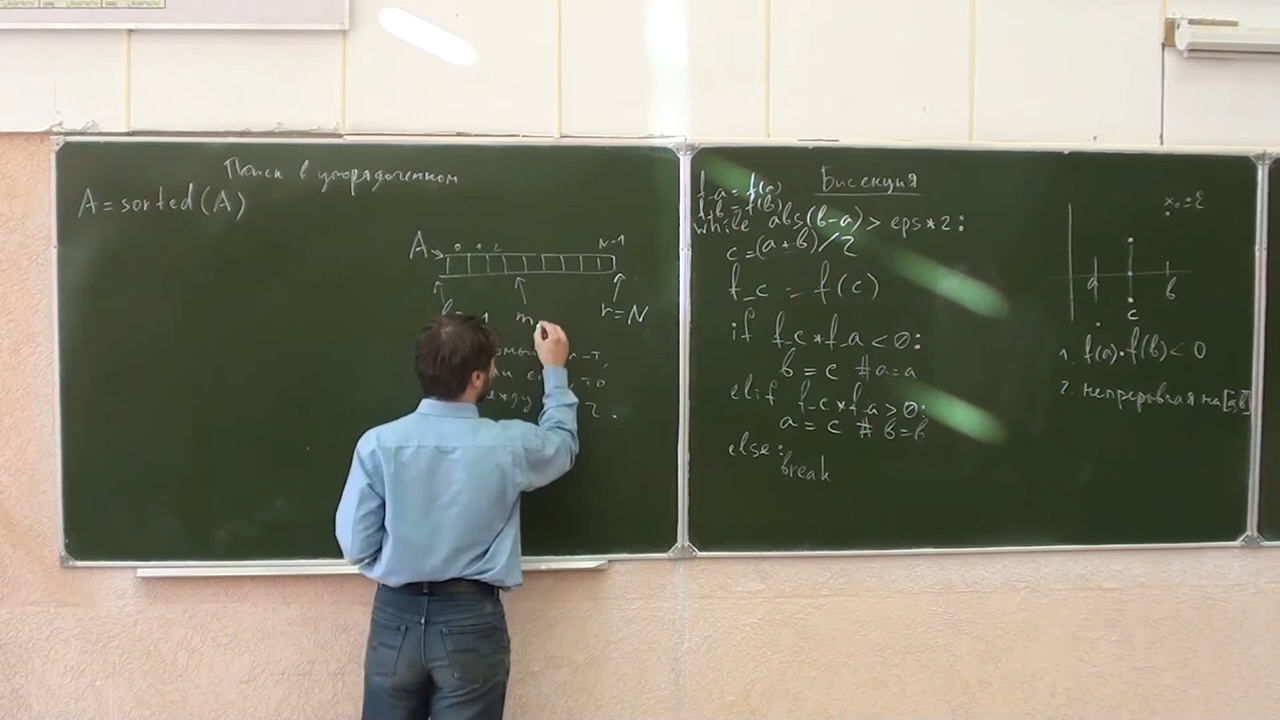 Поиск в упорядоченном
A = sorted(A)
A
0 1 2 N-1
m r=N
Бисекция
f_a = f(a)
f_b = f(b)
while abs(b-a) > eps*2:
c = (a+b)/2
f_c = f(c)
if f_c*f_a < 0:
b = c #a=a
elif f_c*f_a > 0:
a = c # b=b
else:
break
x₀±ε
a b
c
1. f(a)·f(b) < 0
2. непрерывная на [a,b]